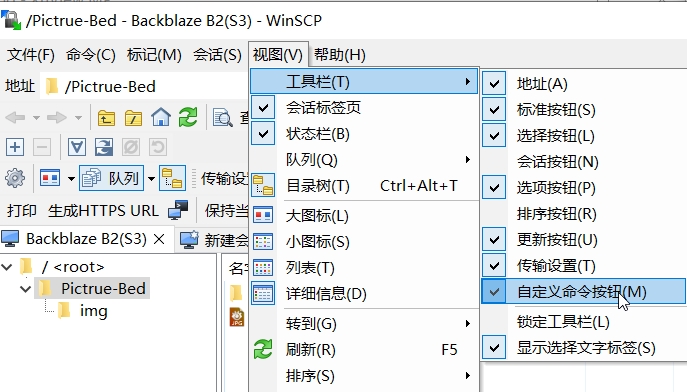 /Pictrue-Bed - Backblaze B2(S3) - WinSCP
文件(F) 命令(C) 标记(M) 会话(S) 视图(V) 帮助(H)
地址 /Pictrue-Bed
工具栏(T)
会话标签页
状态栏(B)
队列(Q)
目录树(T) Ctrl+Alt+T
大图标(L)
小图标(S)
列表(T)
详细信息(D)
转到(G)
刷新(R) F5
排序(S)
地址(A)
标准按钮(S)
选择按钮(L)
会话按钮(N)
选项按钮(P)
排序按钮(R)
更新按钮(U)
传输设置(T)
自定义命令按钮(M)
锁定工具栏(L)
显示选择文字标签(S)
队列 传输设
打印 生成HTTPS URL 保持当
Backblaze B2(S3) 新建会
/ <root>
Pictrue-Bed
img
JPG